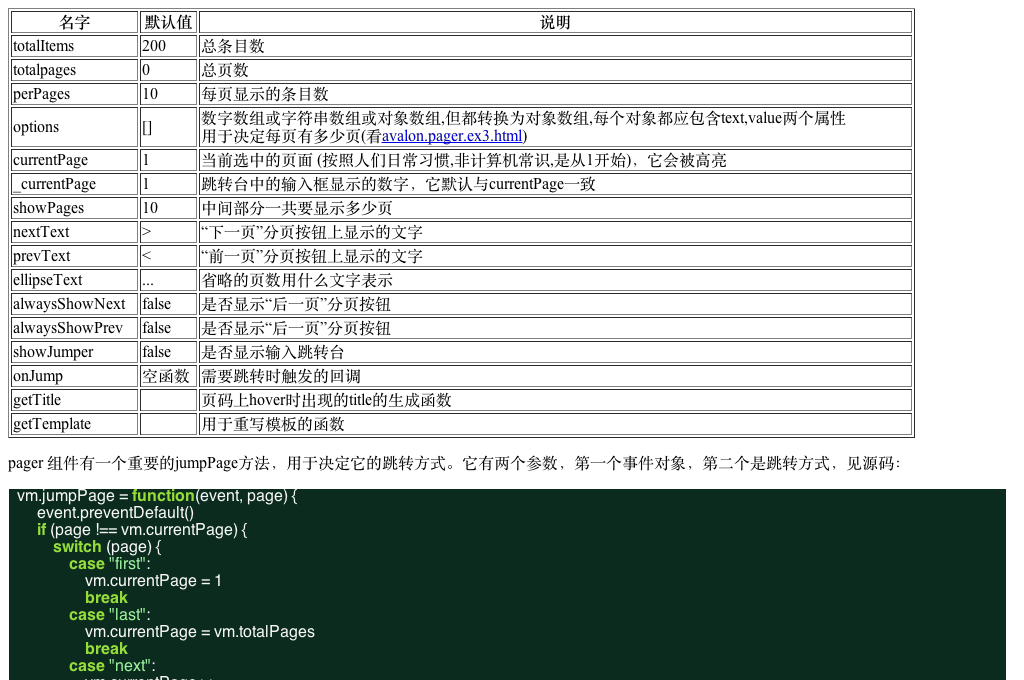 名字 默认值 说明
totalItems 200 总条目数
totalpages 0 总页数
perPages 10 每页显示的条目数
options [] 数字数组或字符串数组或对象数组,但都转换为对象数组,每个对象都应包含text,value两个属性
用于决定每页有多少页(看avalon.pager.ex3.html)
currentPage 1 当前选中的页面 (按照人们日常习惯,非计算机常识,是从1开始)，它会被高亮
_currentPage 1 跳转台中的输入框显示的数字，它默认与currentPage一致
showPages 10 中间部分一共要显示多少页
nextText > “下一页”分页按钮上显示的文字
prevText < “前一页”分页按钮上显示的文字
ellipseText ... 省略的页数用什么文字表示
alwaysShowNext false 是否显示“后一页”分页按钮
alwaysShowPrev false 是否显示“后一页”分页按钮
showJumper false 是否显示输入跳转台
onJump 空函数 需要跳转时触发的回调
getTitle 页码上hover时出现的title的生成函数
getTemplate 用于重写模板的函数
pager 组件有一个重要的jumpPage方法，用于决定它的跳转方式。它有两个参数，第一个事件对象，第二个是跳转方式，见源码：
vm.jumpPage = function(event, page) {
event.preventDefault()
if (page !== vm.currentPage) {
switch (page) {
case "first":
vm.currentPage = 1
break
case "last":
vm.currentPage = vm.totalPages
break
case "next":